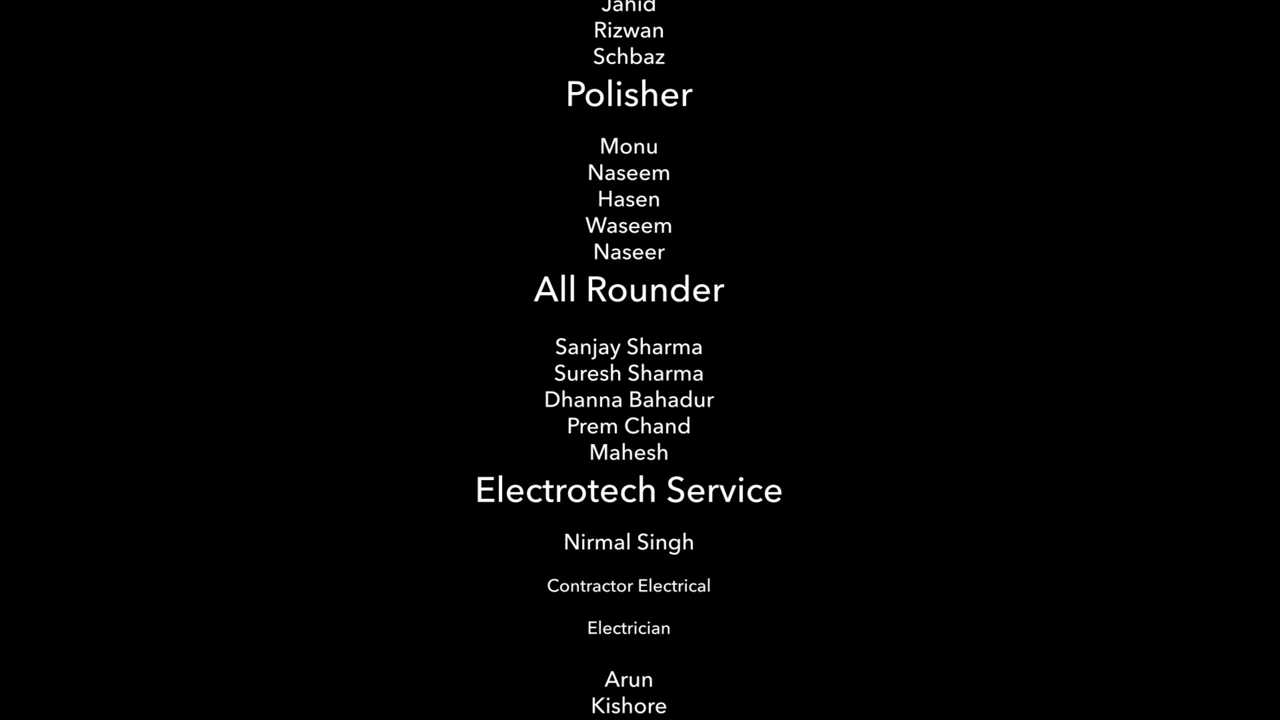 Jahid
Rizwan
Schbaz
Polisher
Monu
Naseem
Hasen
Waseem
Naseer
All Rounder
Sanjay Sharma
Suresh Sharma
Dhanna Bahadur
Prem Chand
Mahesh
Electrotech Service
Nirmal Singh
Contractor Electrical
Electrician
Arun
Kishore